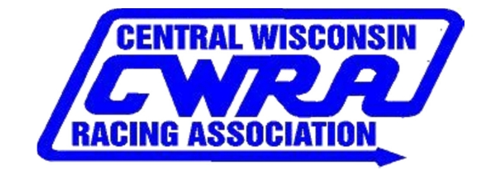 CENTRAL WISCONSIN
CWRA
RACING ASSOCIATION